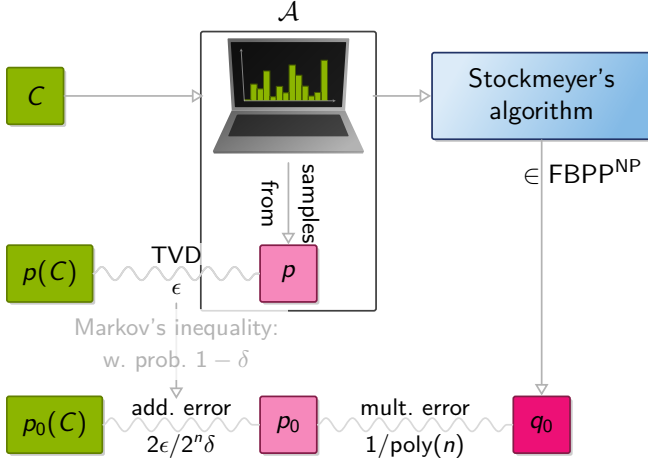 𝒜
C
Stockmeyer's
algorithm
∈ FBPP^NP
samples
from
p(C)
TVD
ϵ
p
Markov's inequality:
w. prob. 1 − δ
p₀(C)
add. error
2ϵ/2ⁿδ
p₀
mult. error
1/poly(n)
q₀